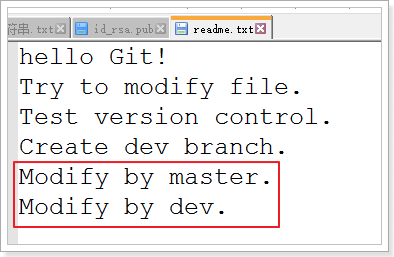 符串.txt id_rsa.pub readme.txt
hello Git!
Try to modify file.
Test version control.
Create dev branch.
Modify by master.
Modify by dev.